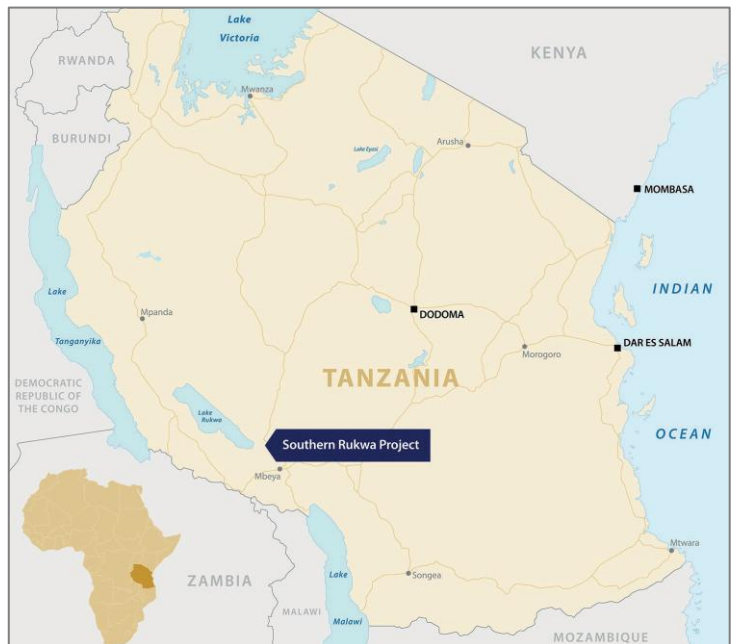 Lake
Victoria
RWANDA
KENYA
Mwanza
BURUNDI
Lake Eyasi
Arusha
MOMBASA
Lake
Tanganyika
Mpanda
DODOMA
INDIAN
OCEAN
DAR ES SALAM
Morogoro
TANZANIA
DEMOCRATIC
REPUBLIC OF
THE CONGO
Lake
Rukwa
Southern Rukwa Project
Mbeya
Mtwara
ZAMBIA
Songea
Lake
Malawi
MALAWI
MOZAMBIQUE